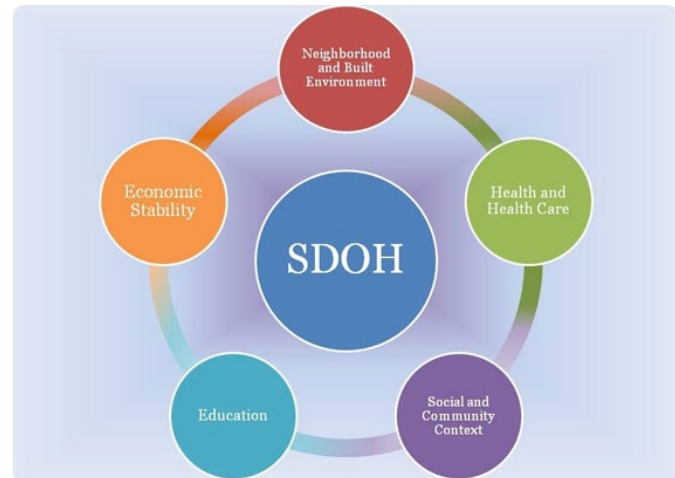 Neighborhood
and Built
Environment
Economic
Stability
Health and
Health Care
SDOH
Education
Social and
Community
Context